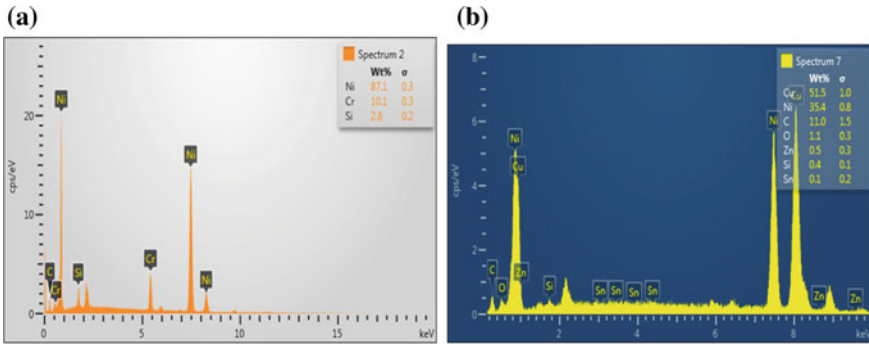 (a)
Spectrum 2
Wt% σ
Ni 87.1 0.3
Cr 10.1 0.3
Si 2.8 0.2
20
10
0
cps/eV
Ni
C
Cr
Si
Cr
Ni
Ni
0 5 10 15 keV
(b)
Spectrum 7
Wt% σ
Cu 51.5 1.0
Ni 35.4 0.8
C 11.0 1.5
O 1.1 0.3
Zn 0.5 0.3
Si 0.4 0.1
Sn 0.1 0.2
8
6
4
2
0
cps/eV
Ni
Cu
C
O
Zn
Si
Sn Sn Sn Sn
Ni
Cu
Zn
Zn
2 4 6 8 keV